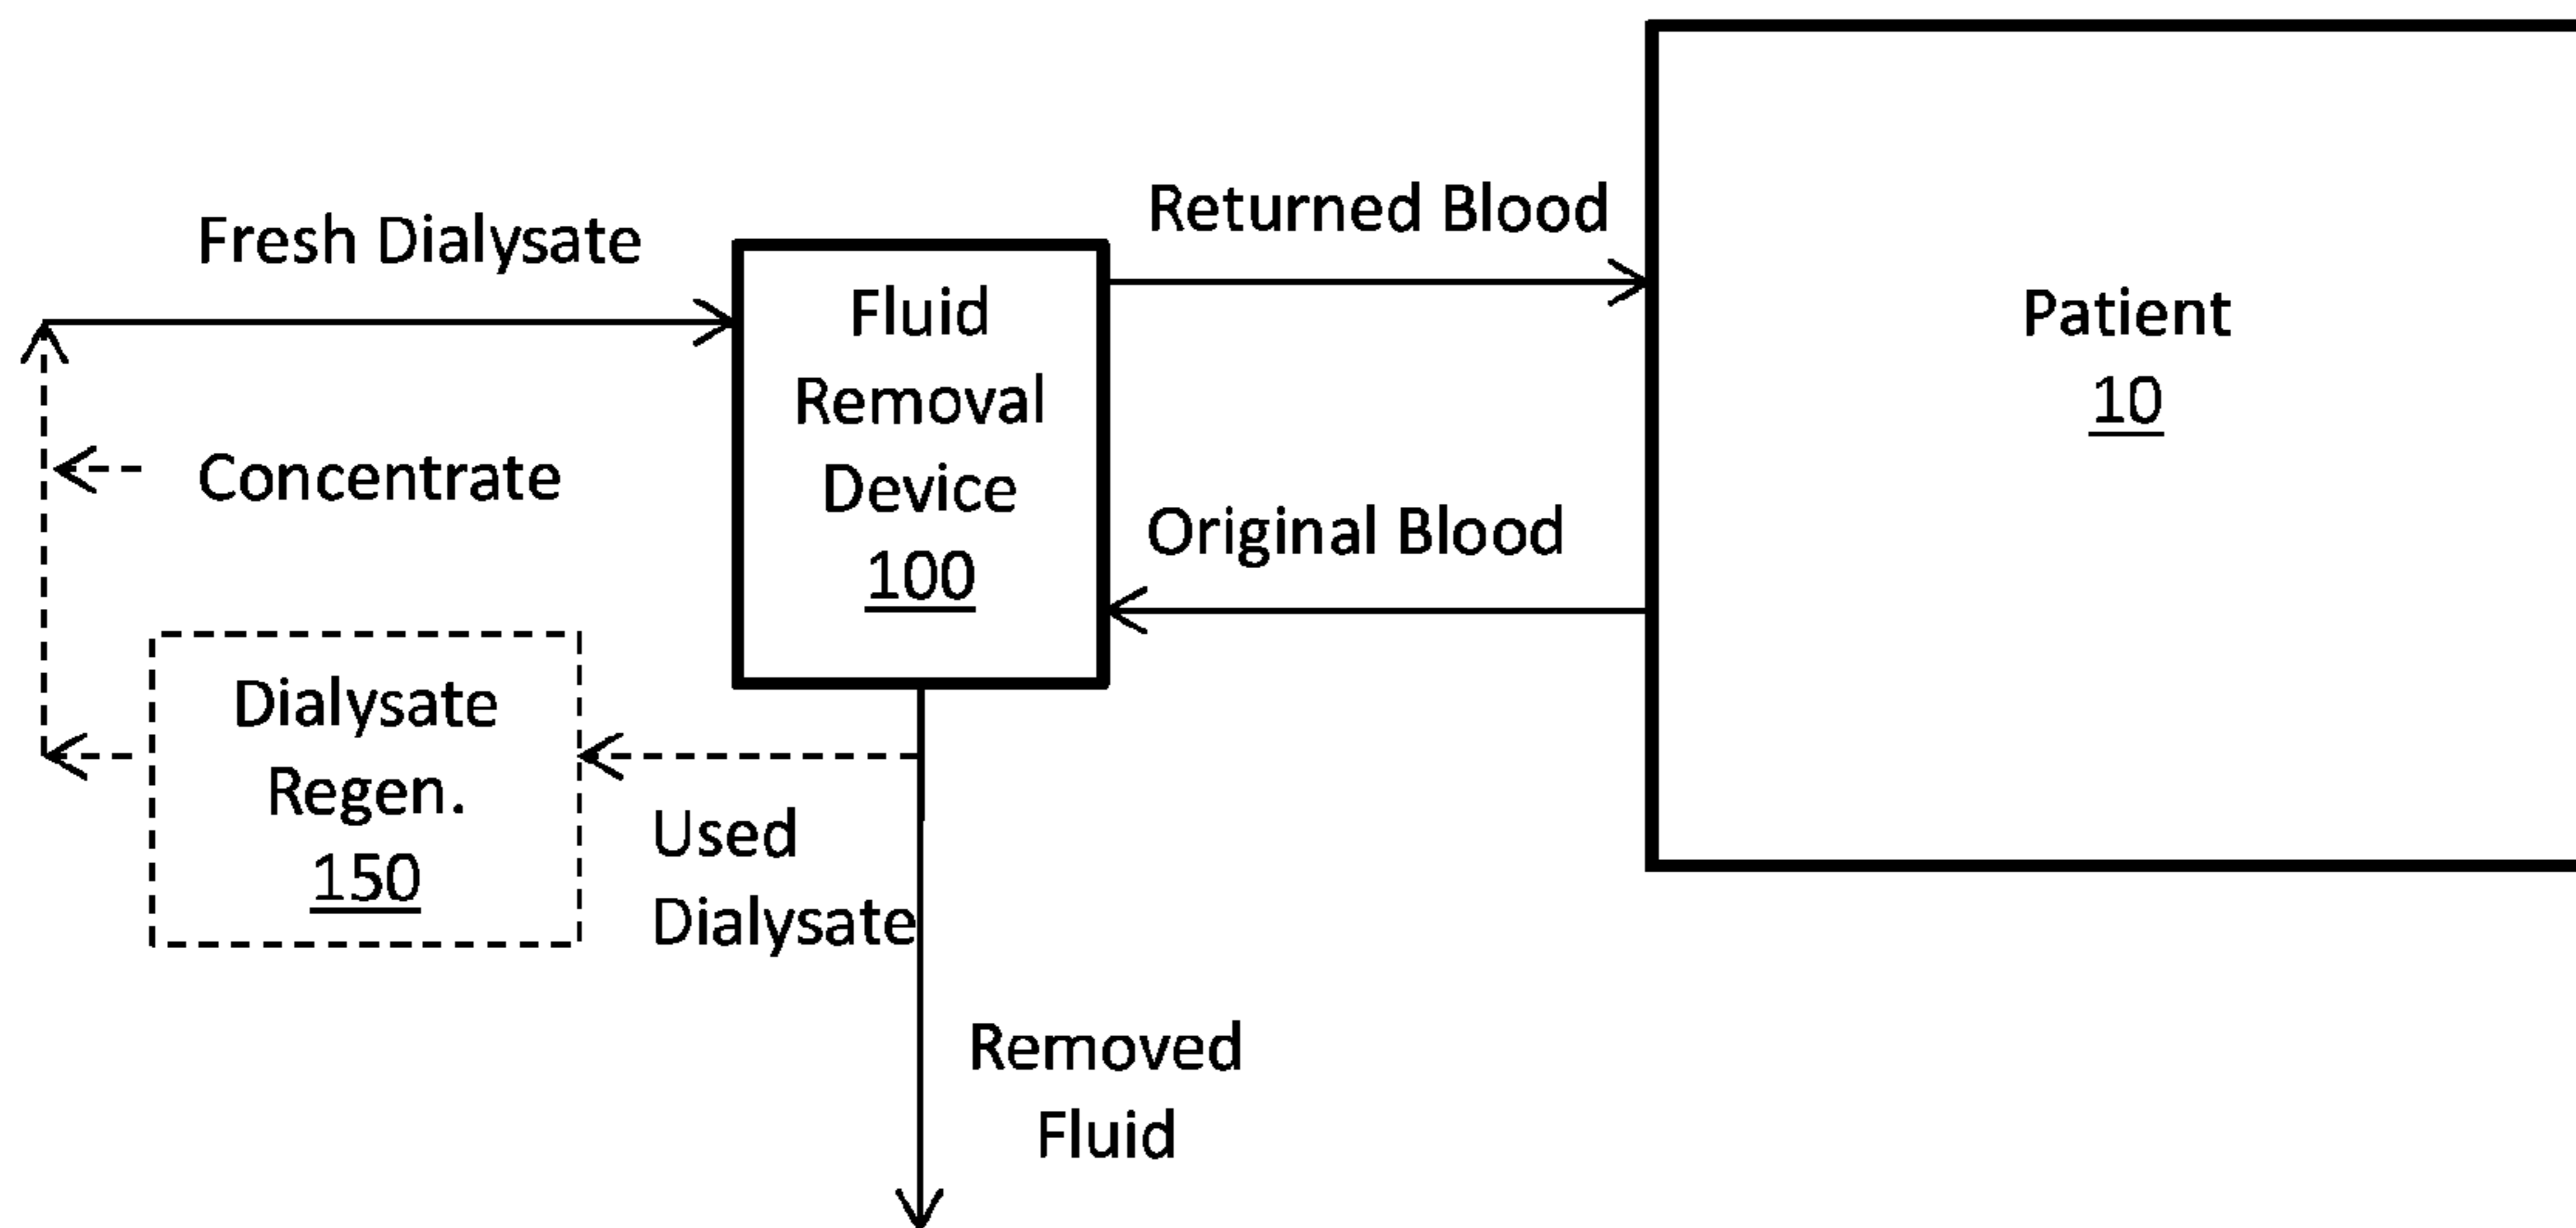 Fresh Dialysate
Concentrate
Dialysate
Regen.
150
Used
Dialysate
Fluid
Removal
Device
100
Removed
Fluid
Returned Blood
Original Blood
Patient
10